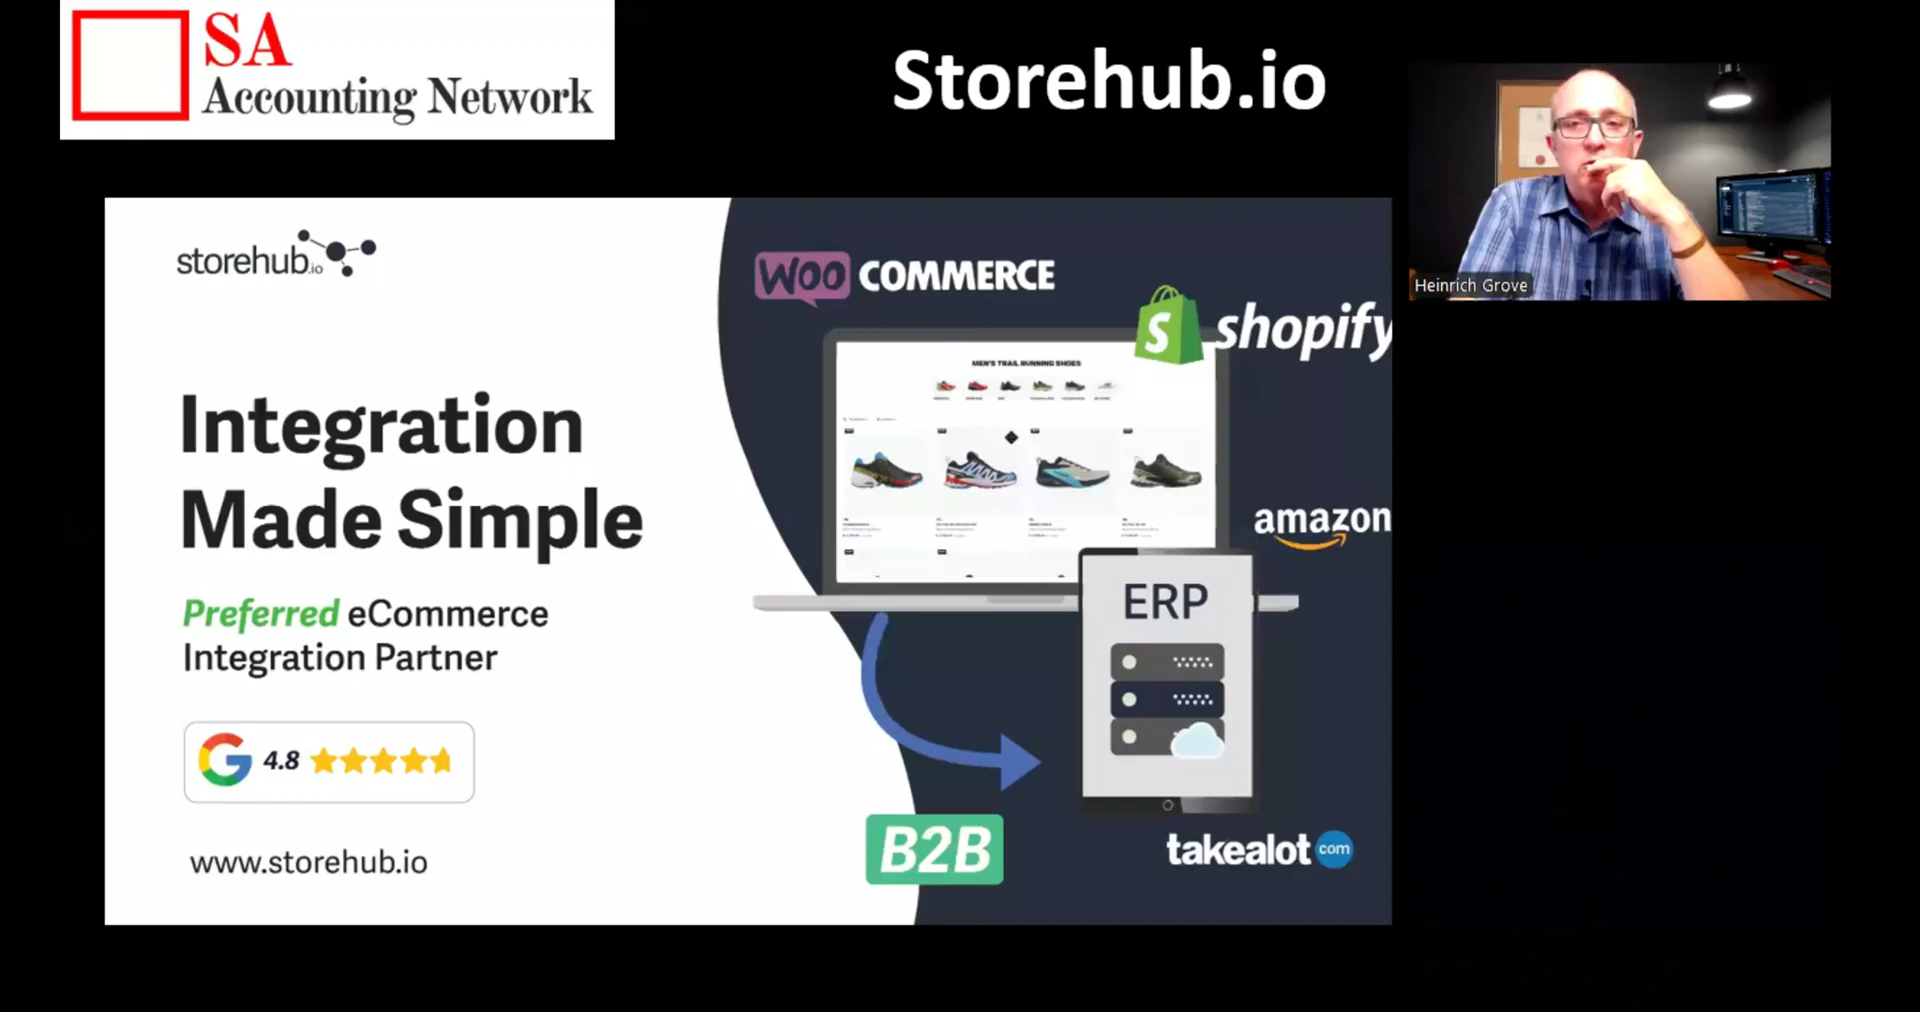 SA
Accounting Network
Storehub.io
Heinrich Grove
storehub.io
Integration
Made Simple
Preferred eCommerce
Integration Partner
G 4.8
www.storehub.io
WOO COMMERCE
S shopify
MEN'S TRAIL RUNNING SHOES
amazon
ERP
B2B
takealot com